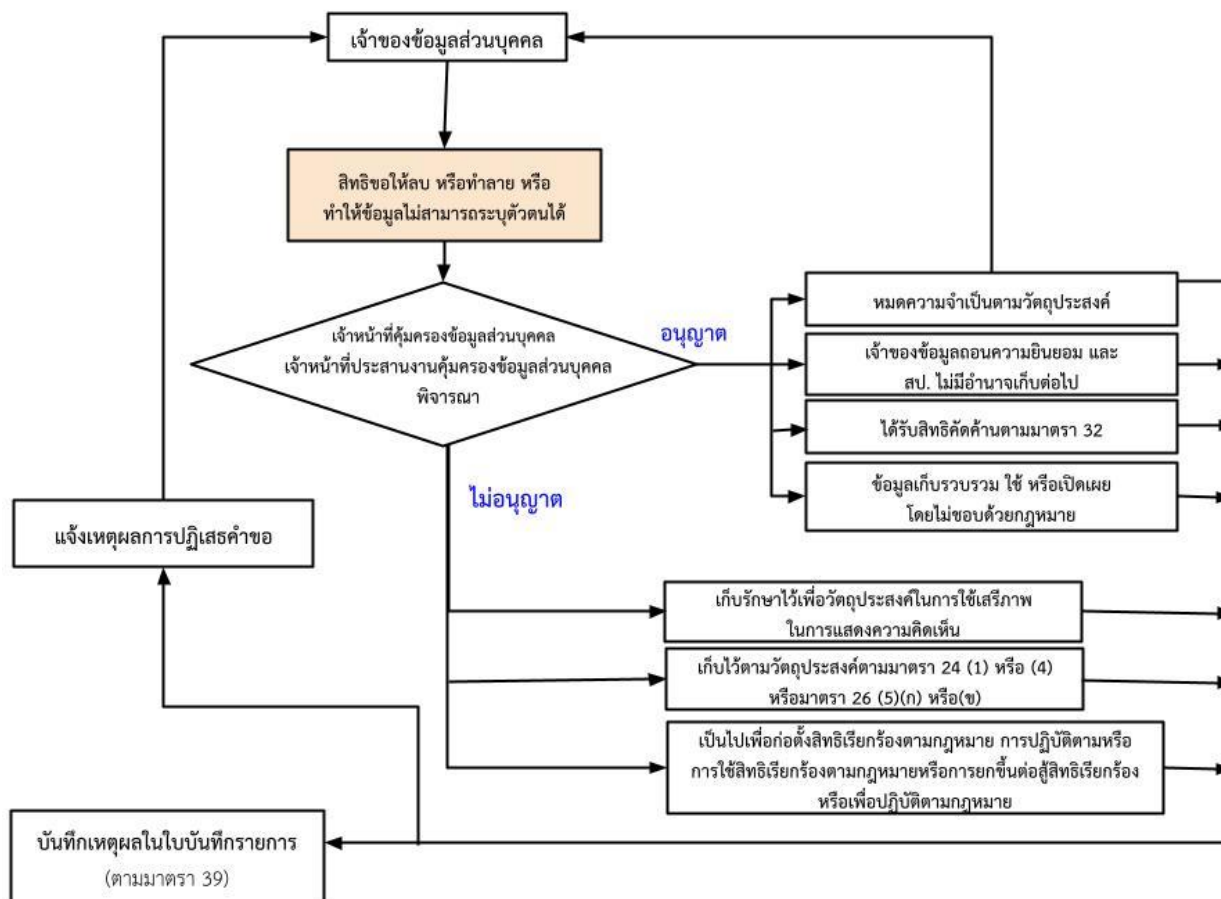 เจ้าของข้อมูลส่วนบุคคล
สิทธิขอให้ลบ หรือทำลาย หรือ
ทำให้ข้อมูลไม่สามารถระบุตัวตนได้
เจ้าหน้าที่คุ้มครองข้อมูลส่วนบุคคล
เจ้าหน้าที่ประสานงานคุ้มครองข้อมูลส่วนบุคคล
พิจารณา
อนุญาต
หมดความจำเป็นตามวัตถุประสงค์
เจ้าของข้อมูลถอนความยินยอม และ
สป. ไม่มีอำนาจเก็บต่อไป
ได้รับสิทธิคัดค้านตามมาตรา 32
ข้อมูลเก็บรวบรวม ใช้ หรือเปิดเผย
โดยไม่ชอบด้วยกฎหมาย
ไม่อนุญาต
แจ้งเหตุผลการปฏิเสธคำขอ
เก็บรักษาไว้เพื่อวัตถุประสงค์ในการใช้เสรีภาพ
ในการแสดงความคิดเห็น
เก็บไว้ตามวัตถุประสงค์ตามมาตรา 24 (1) หรือ (4)
หรือมาตรา 26 (5)(ก) หรือ(ข)
เป็นไปเพื่อก่อตั้งสิทธิเรียกร้องตามกฎหมาย การปฏิบัติตามหรือ
การใช้สิทธิเรียกร้องตามกฎหมายหรือการยกขึ้นต่อสู้สิทธิเรียกร้อง
หรือเพื่อปฏิบัติตามกฎหมาย
บันทึกเหตุผลในใบบันทึกรายการ
(ตามมาตรา 39)